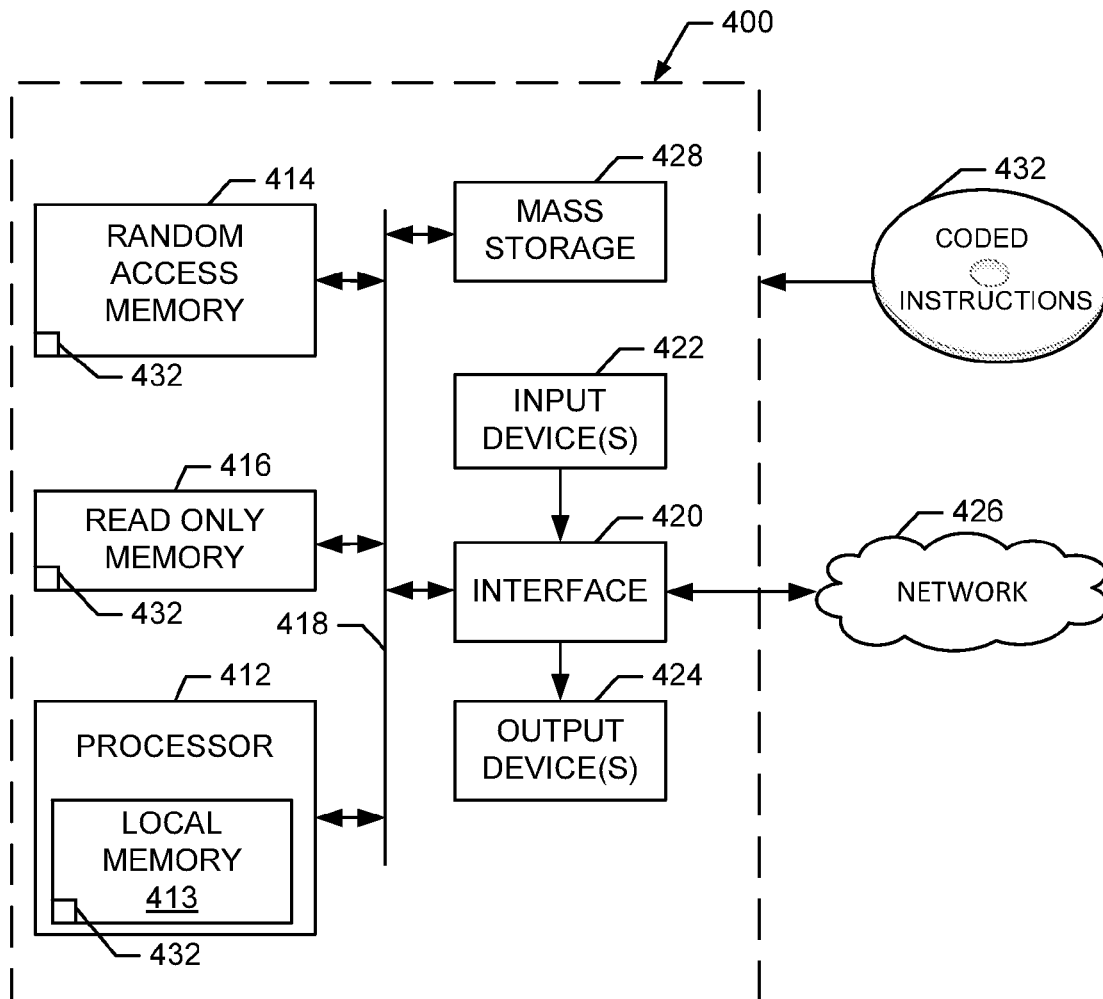 400
414
RANDOM
ACCESS
MEMORY
432
428
MASS
STORAGE
432
CODED
INSTRUCTIONS
422
INPUT
DEVICE(S)
416
READ ONLY
MEMORY
432
420
INTERFACE
426
NETWORK
418
412
PROCESSOR
LOCAL
MEMORY
413
432
424
OUTPUT
DEVICE(S)